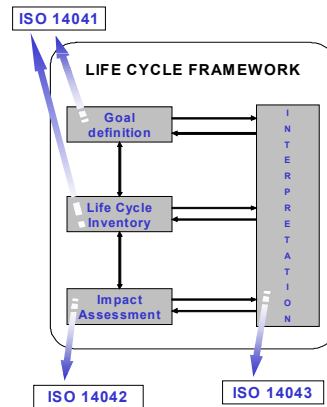 ISO 14041
LIFE CYCLE FRAMEWORK
Goal
definition
Life Cycle
Inventory
Impact
Assessment
I
N
T
E
R
P
R
E
T
A
T
I
O
N
ISO 14042
ISO 14043